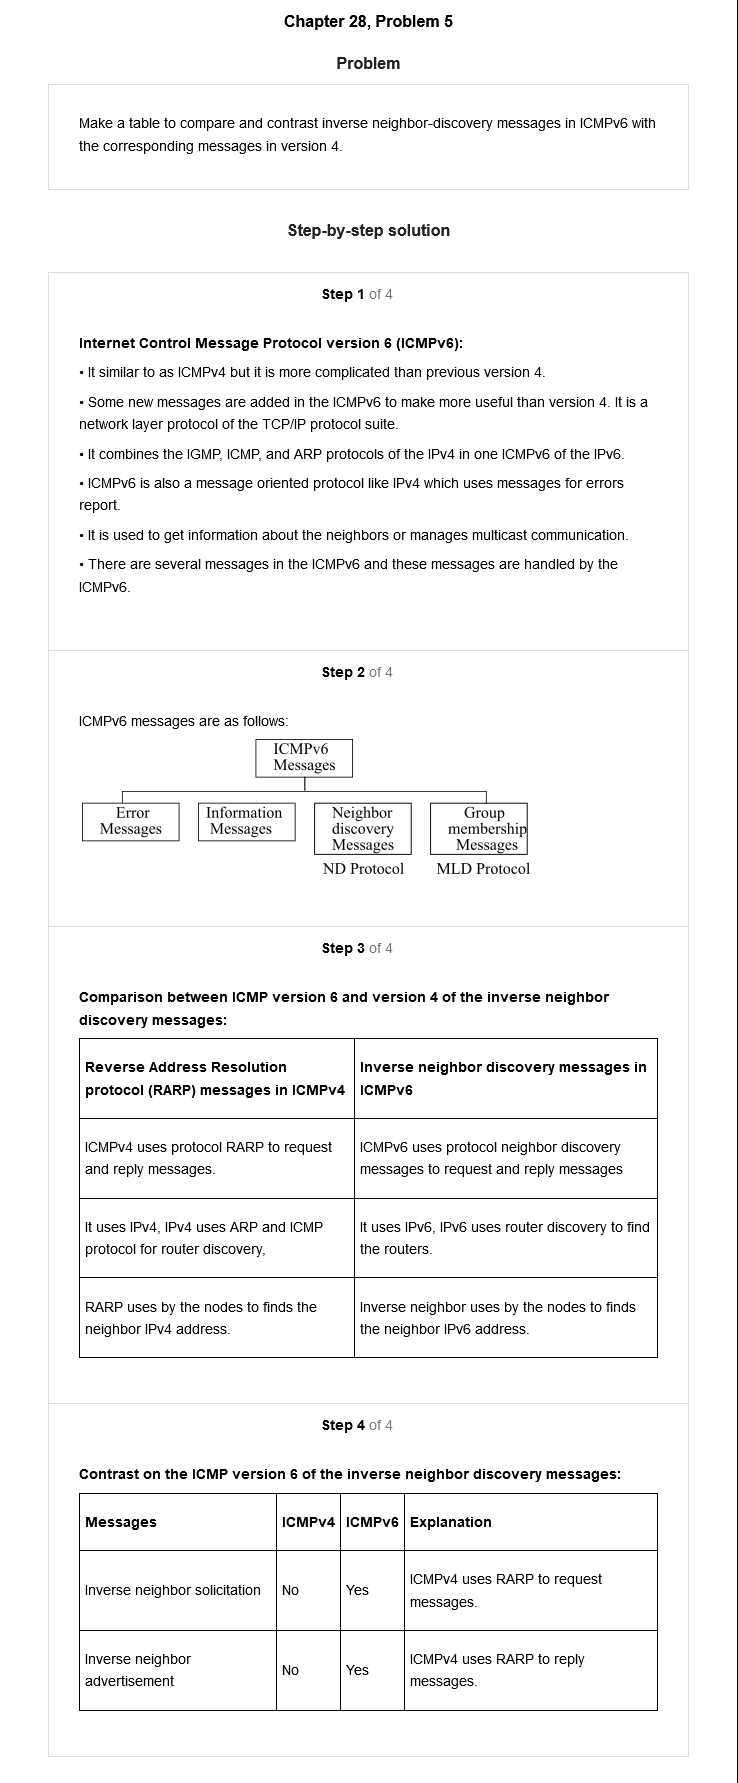 Chapter 28, Problem 5
Problem
Make a table to compare and contrast inverse neighbor-discovery messages in ICMPv6 with
the corresponding messages in version 4.
Step-by-step solution
Step 1 of 4
Internet Control Message Protocol version 6 (ICMPv6):
• It similar to as ICMPv4 but it is more complicated than previous version 4.
• Some new messages are added in the ICMPv6 to make more useful than version 4. It is a
network layer protocol of the TCP/IP protocol suite.
• It combines the IGMP, ICMP, and ARP protocols of the IPv4 in one ICMPv6 of the IPv6.
• ICMPv6 is also a message oriented protocol like IPv4 which uses messages for errors
report.
• It is used to get information about the neighbors or manages multicast communication.
• There are several messages in the ICMPv6 and these messages are handled by the
ICMPv6.
Step 2 of 4
ICMPv6 messages are as follows:
ICMPv6
Messages
Error
Messages
Information
Messages
Neighbor
discovery
Messages
Group
membership
Messages
ND Protocol
MLD Protocol
Step 3 of 4
Comparison between ICMP version 6 and version 4 of the inverse neighbor
discovery messages:
Reverse Address Resolution
protocol (RARP) messages in ICMPv4
Inverse neighbor discovery messages in
ICMPv6
ICMPv4 uses protocol RARP to request
and reply messages.
ICMPv6 uses protocol neighbor discovery
messages to request and reply messages
It uses IPv4, IPv4 uses ARP and ICMP
protocol for router discovery,
It uses IPv6, IPv6 uses router discovery to find
the routers.
RARP uses by the nodes to finds the
neighbor IPv4 address.
Inverse neighbor uses by the nodes to finds
the neighbor IPv6 address.
Step 4 of 4
Contrast on the ICMP version 6 of the inverse neighbor discovery messages:
Messages
ICMPv4
ICMPv6
Explanation
Inverse neighbor solicitation
No
Yes
ICMPv4 uses RARP to request
messages.
Inverse neighbor
advertisement
No
Yes
ICMPv4 uses RARP to reply
messages.